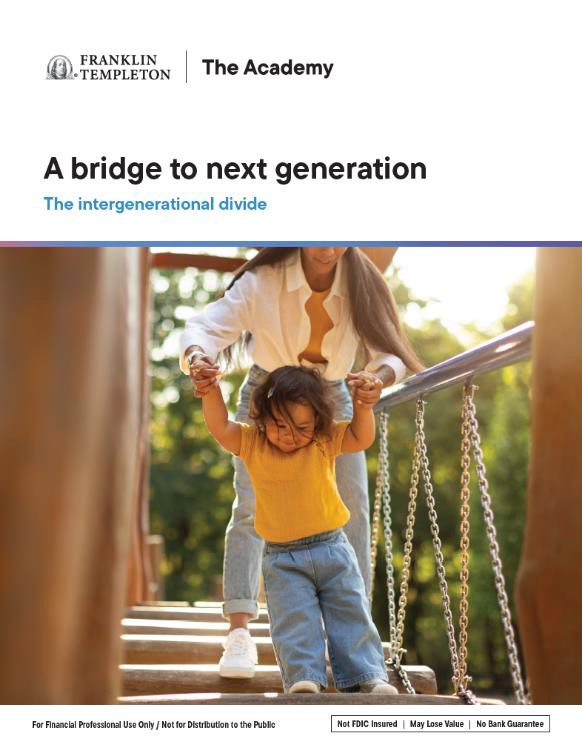 FRANKLIN
TEMPLETON
The Academy
A bridge to next generation
The intergenerational divide
For Financial Professional Use Only / Not for Distribution to the Public
Not FDIC Insured | May Lose Value | No Bank Guarantee